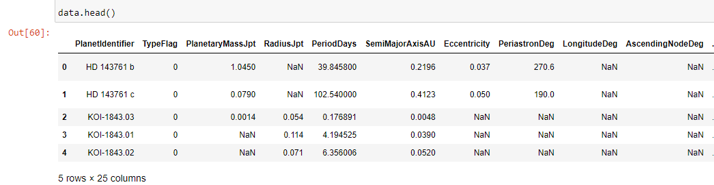 data.head()
Out[60]:
PlanetIdentifier TypeFlag PlanetaryMassJpt RadiusJpt PeriodDays SemiMajorAxisAU Eccentricity PeriastronDeg LongitudeDeg AscendingNodeDeg ...
0 HD 143761 b 0 1.0450 NaN 39.845800 0.2196 0.037 270.6 NaN NaN ...
1 HD 143761 c 0 0.0790 NaN 102.540000 0.4123 0.050 190.0 NaN NaN ...
2 KOI-1843.03 0 0.0014 0.054 0.176891 0.0048 NaN NaN NaN NaN ...
3 KOI-1843.01 0 NaN 0.114 4.194525 0.0390 NaN NaN NaN NaN ...
4 KOI-1843.02 0 NaN 0.071 6.356006 0.0520 NaN NaN NaN NaN ...
5 rows × 25 columns